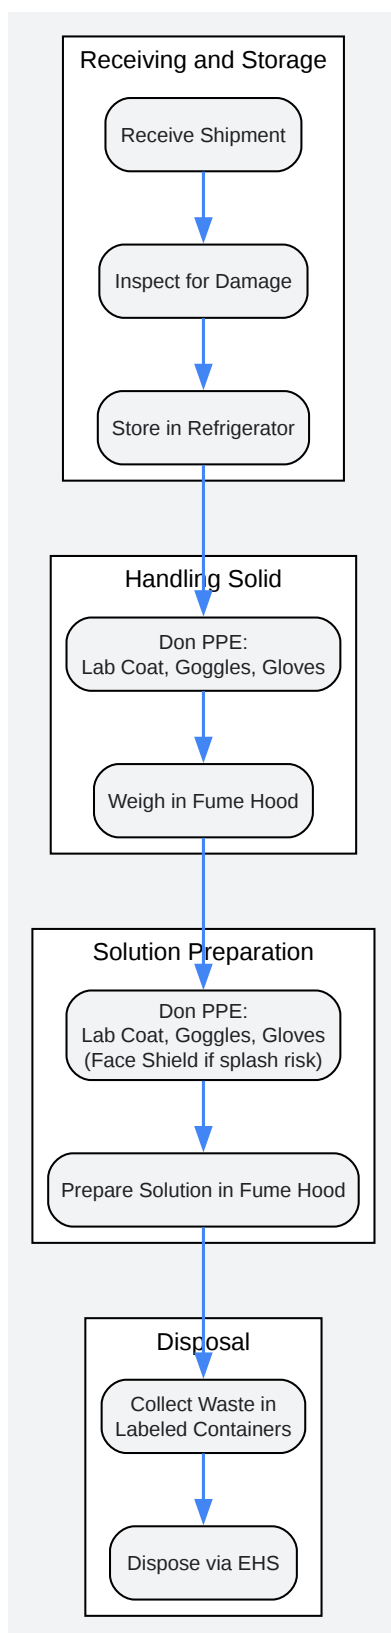 Receiving and Storage
Receive Shipment
Inspect for Damage
Store in Refrigerator
Handling Solid
Don PPE:
Lab Coat, Goggles, Gloves
Weigh in Fume Hood
Solution Preparation
Don PPE:
Lab Coat, Goggles, Gloves
(Face Shield if splash risk)
Prepare Solution in Fume Hood
Disposal
Collect Waste in
Labeled Containers
Dispose via EHS